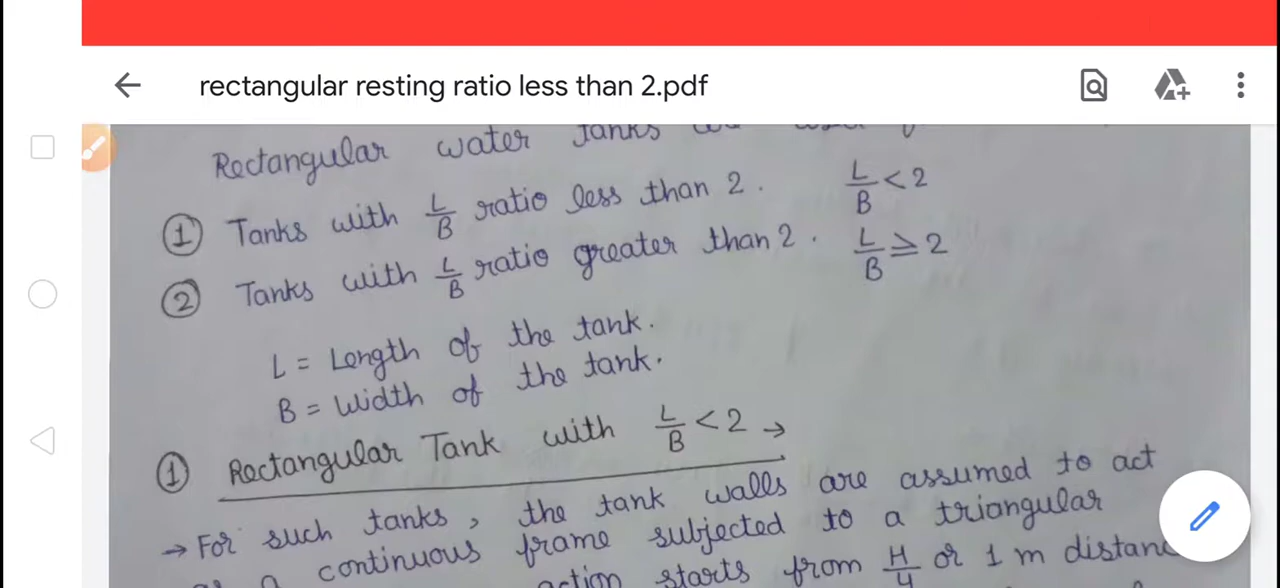 rectangular resting ratio less than 2.pdf
Rectangular water Tanks
① Tanks with L/B ratio less than 2. L/B < 2
② Tanks with L/B ratio greater than 2. L/B ≥ 2
L = Length of the tank.
B = Width of the tank.
① Rectangular Tank with L/B < 2 →
→ For such tanks, the tank walls are assumed to act
as a continuous frame subjected to a triangular
action starts from H/4 or 1 m